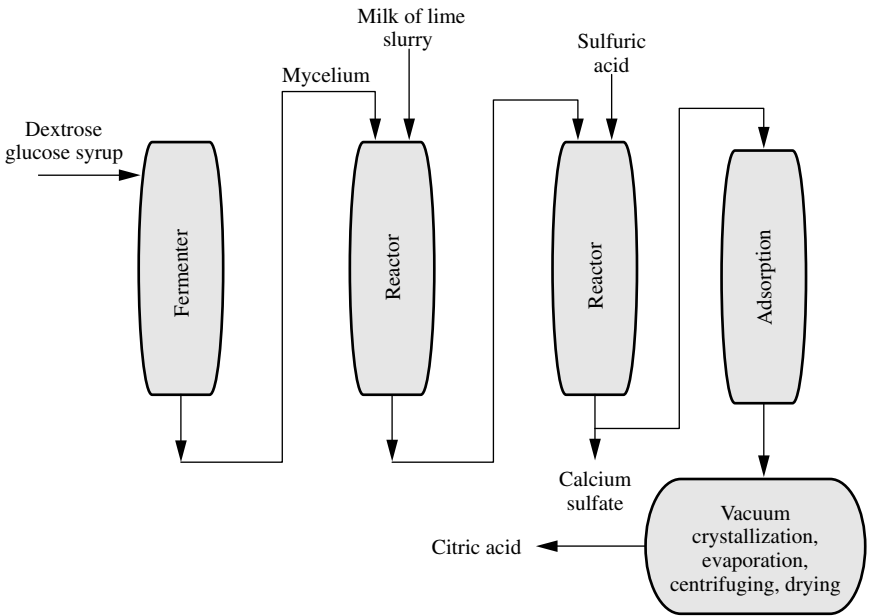 Milk of lime
slurry
Sulfuric
acid
Mycelium
Dextrose
glucose syrup
Fermenter
Reactor
Reactor
Adsorption
Calcium
sulfate
Vacuum
crystallization,
evaporation,
centrifuging, drying
Citric acid